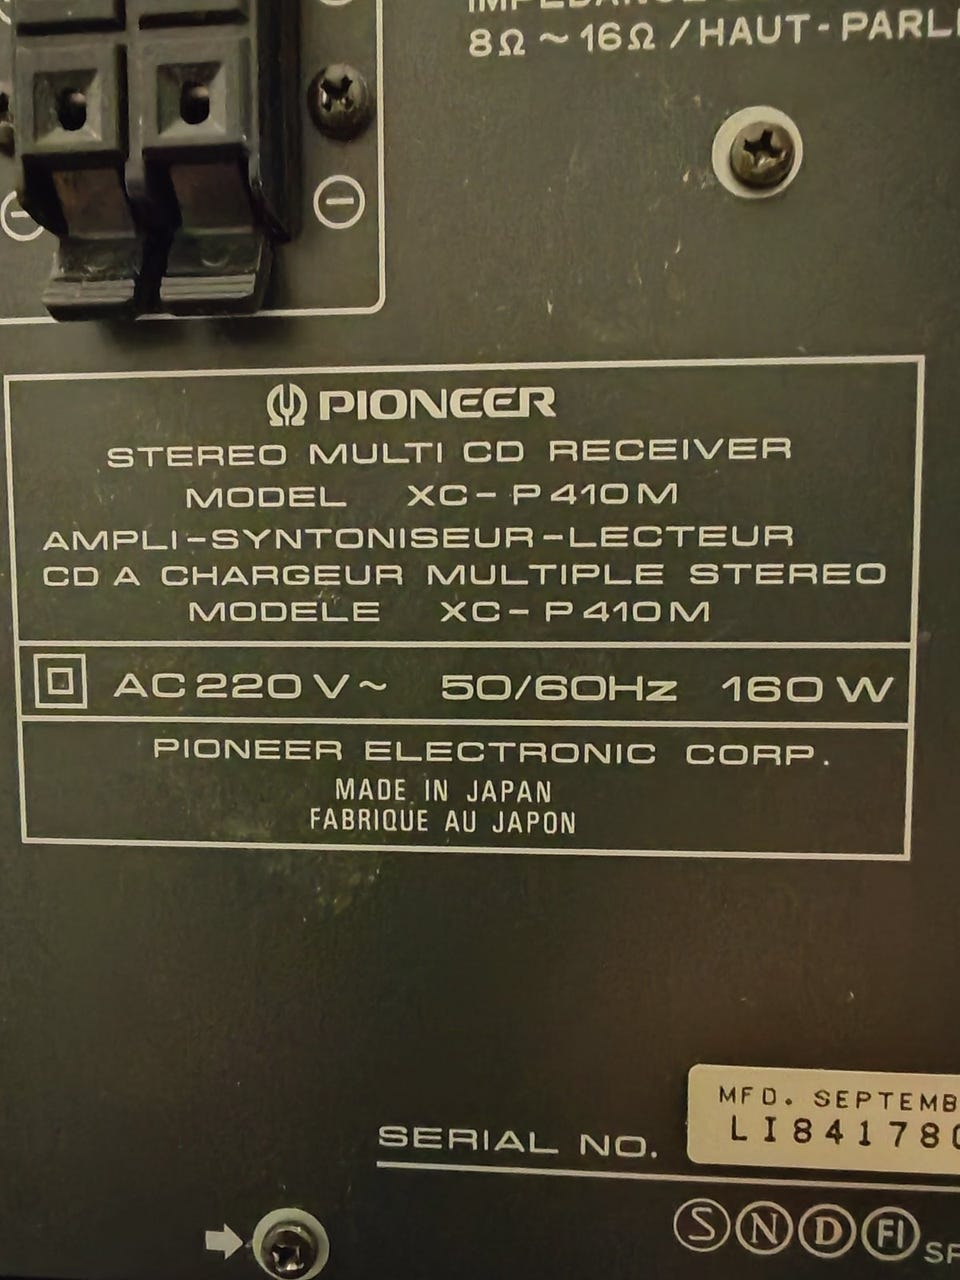 8Ω ~ 16Ω / HAUT-PARL
PIONEER
STEREO MULTI CD RECEIVER
MODEL XC-P410M
AMPLI-SYNTONISEUR-LECTEUR
CD A CHARGEUR MULTIPLE STEREO
MODELE XC-P410M
AC 220 V~ 50/60Hz 160 W
PIONEER ELECTRONIC CORP.
MADE IN JAPAN
FABRIQUE AU JAPON
MFD. SEPTEMB
SERIAL NO. LI841780
S N D FI